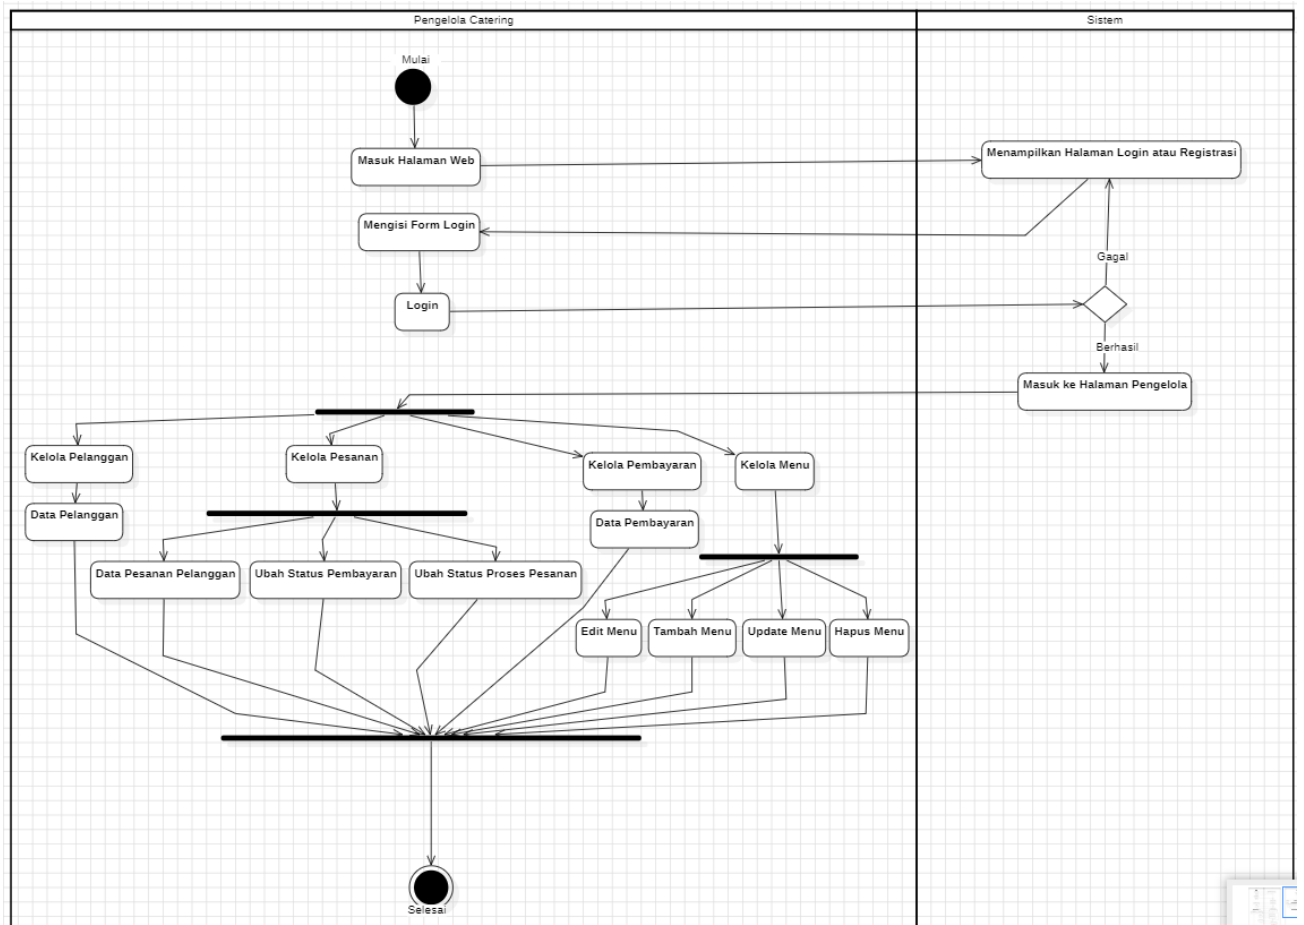 Pengelola Catering
Sistem
Mulai
Masuk Halaman Web
Menampilkan Halaman Login atau Registrasi
Mengisi Form Login
Gagal
Login
Berhasil
Masuk ke Halaman Pengelola
Kelola Pelanggan
Kelola Pesanan
Kelola Pembayaran
Kelola Menu
Data Pelanggan
Data Pembayaran
Data Pesanan Pelanggan
Ubah Status Pembayaran
Ubah Status Proses Pesanan
Edit Menu
Tambah Menu
Update Menu
Hapus Menu
Selesai